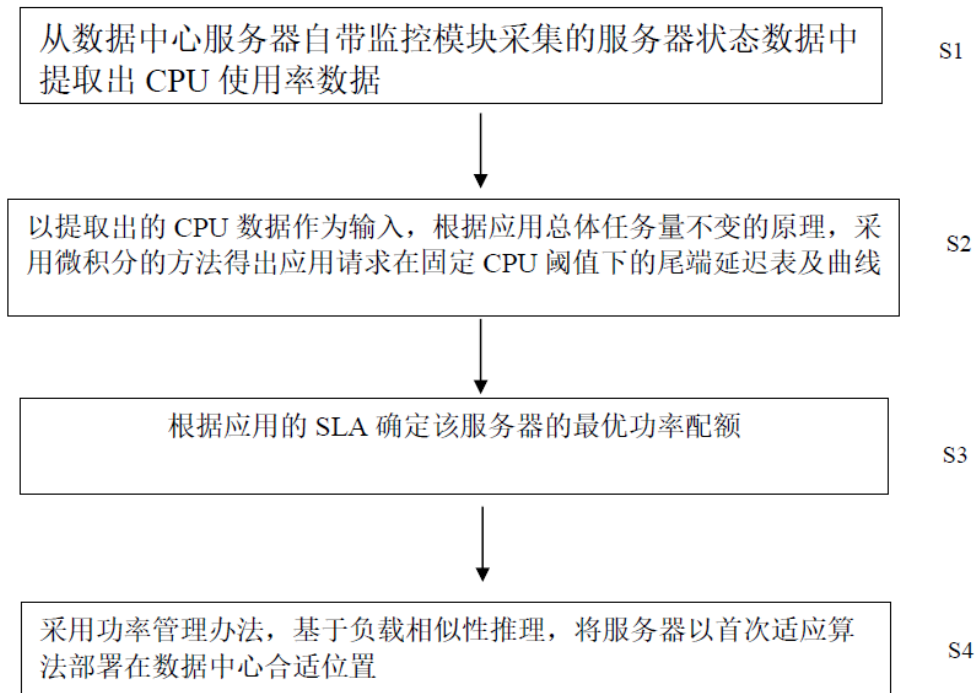 从数据中心服务器自带监控模块采集的服务器状态数据中
提取出 CPU 使用率数据
S1
以提取出的 CPU 数据作为输入，根据应用总体任务量不变的原理，采
用微积分的方法得出应用请求在固定 CPU 阈值下的尾端延迟表及曲线
S2
根据应用的 SLA 确定该服务器的最优功率配额
S3
采用功率管理办法，基于负载相似性推理，将服务器以首次适应算
法部署在数据中心合适位置
S4